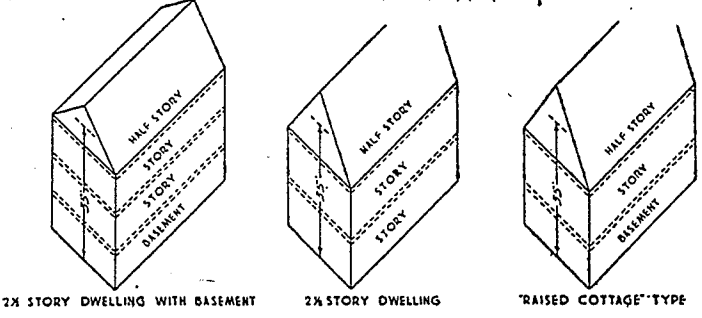 HALF STORY
STORY
STORY
BASEMENT
2½ STORY DWELLING WITH BASEMENT
HALF STORY
STORY
STORY
2½ STORY DWELLING
HALF STORY
STORY
BASEMENT
"RAISED COTTAGE" TYPE